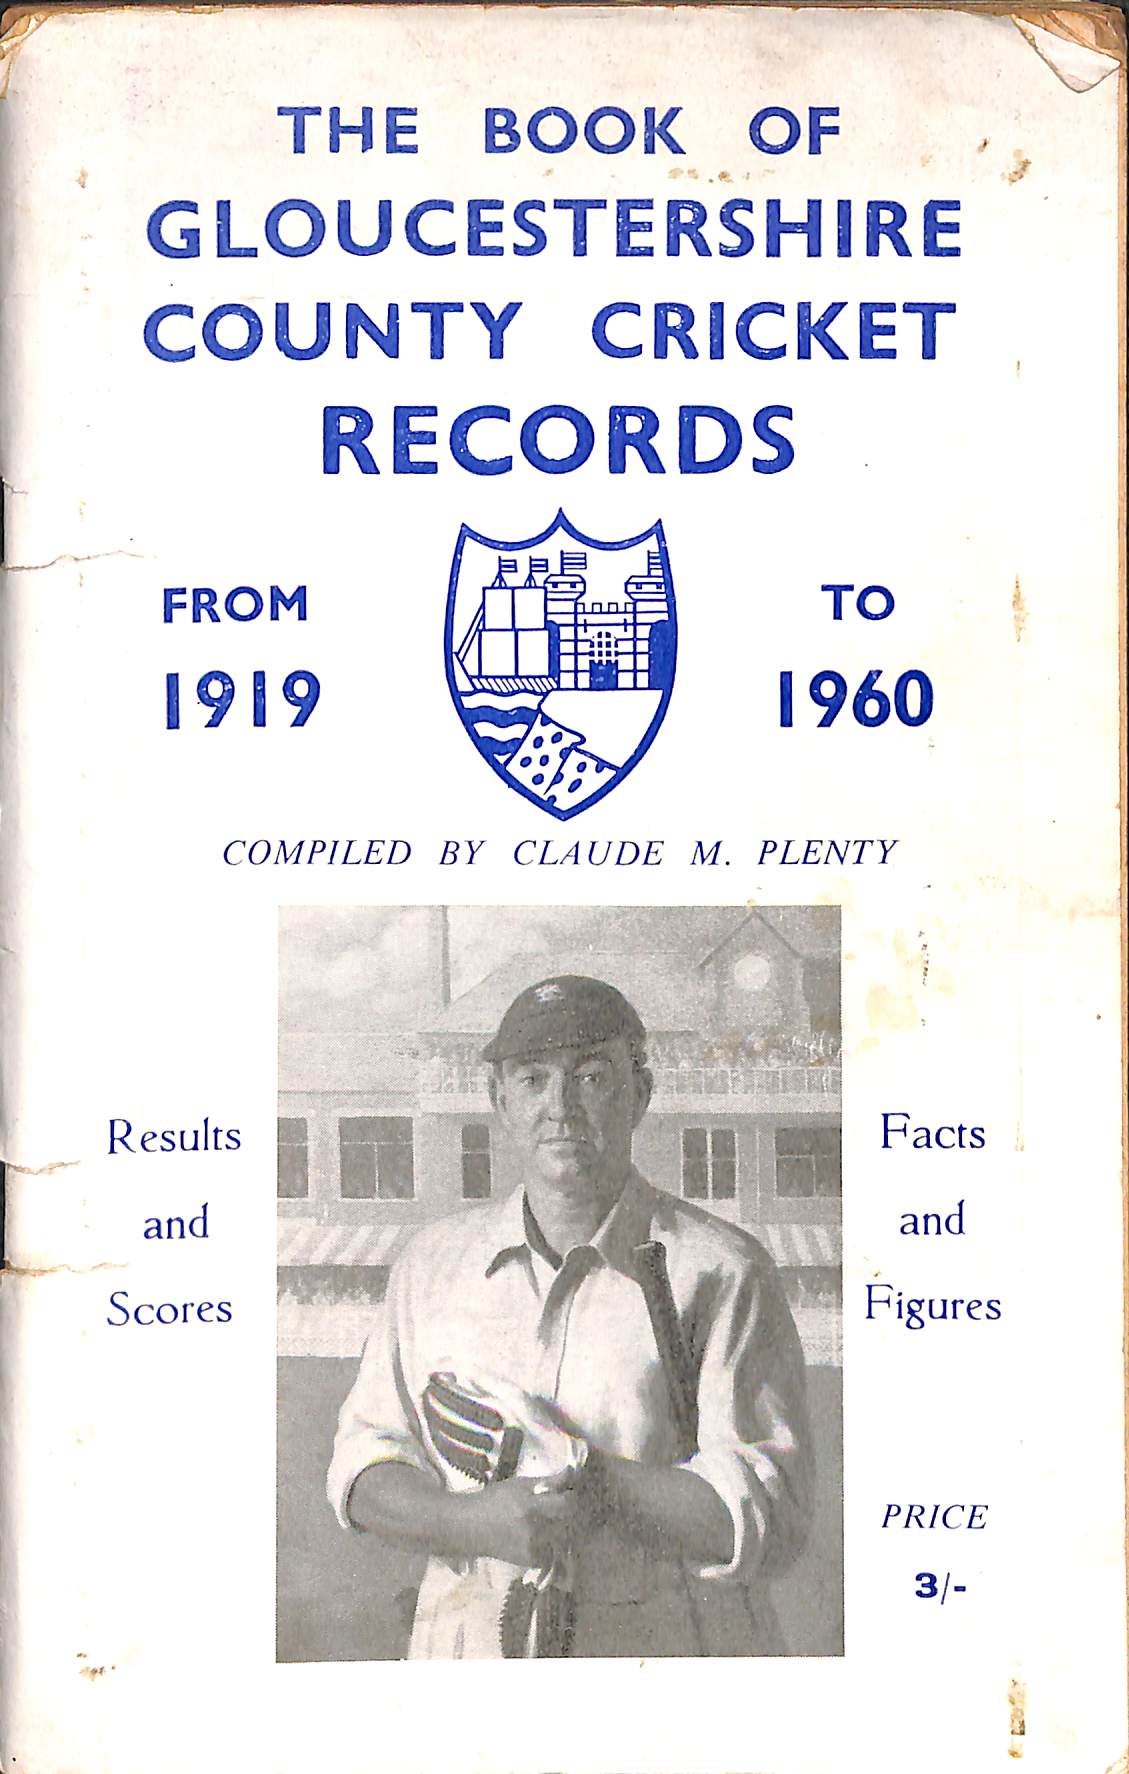 THE BOOK OF
GLOUCESTERSHIRE
COUNTY CRICKET
RECORDS
FROM
1919
TO
1960
COMPILED BY CLAUDE M. PLENTY
Results
and
Scores
Facts
and
Figures
PRICE
3/-